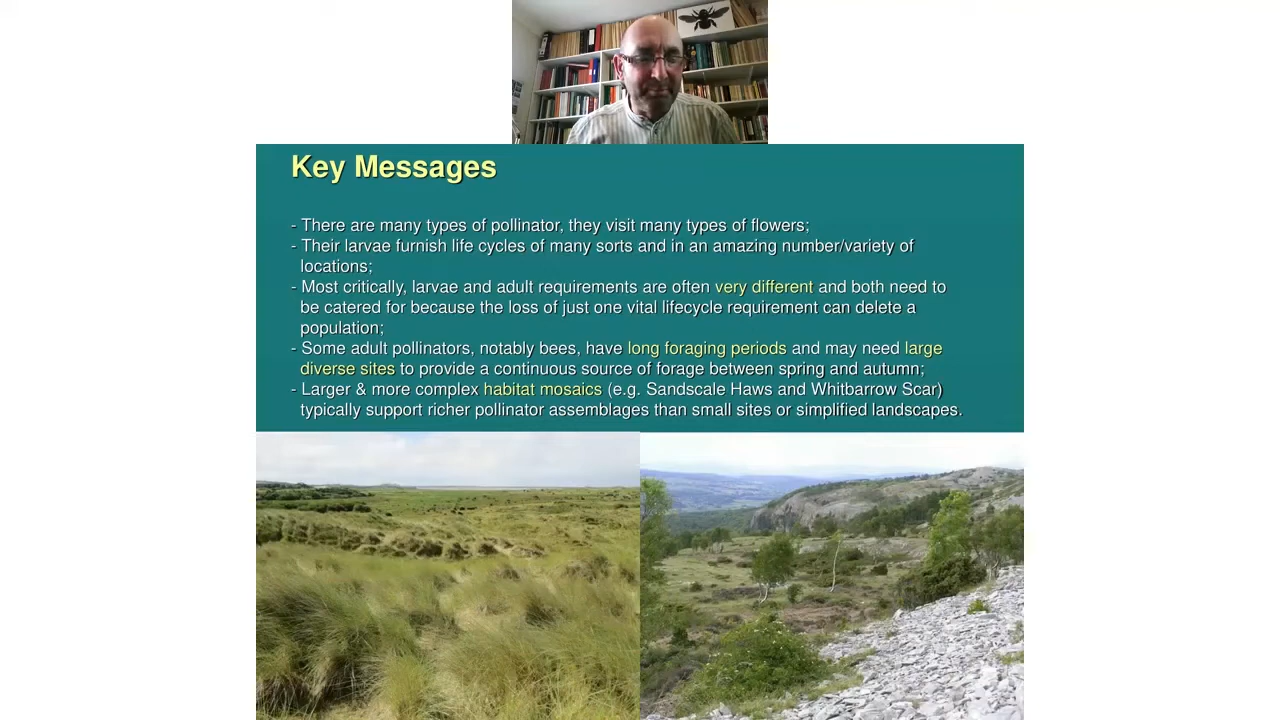 Key Messages
- There are many types of pollinator, they visit many types of flowers;
- Their larvae furnish life cycles of many sorts and in an amazing number/variety of
locations;
- Most critically, larvae and adult requirements are often very different and both need to
be catered for because the loss of just one vital lifecycle requirement can delete a
population;
- Some adult pollinators, notably bees, have long foraging periods and may need large
diverse sites to provide a continuous source of forage between spring and autumn;
- Larger & more complex habitat mosaics (e.g. Sandscale Haws and Whitbarrow Scar)
typically support richer pollinator assemblages than small sites or simplified landscapes.